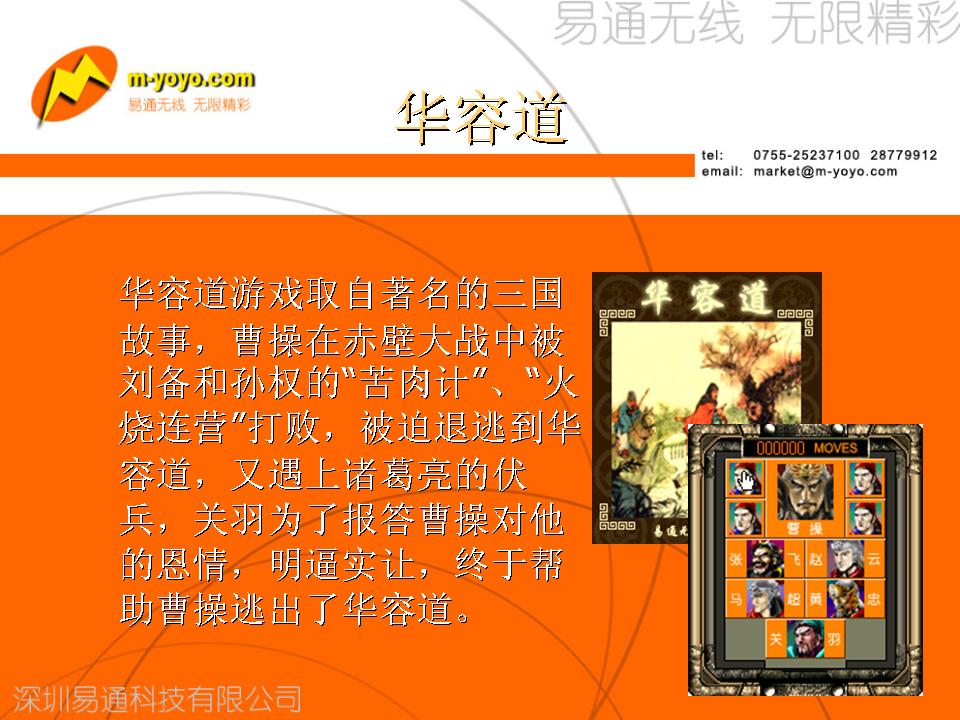 易通无线 无限精彩
m-yoyo.com
易通无线 无限精彩
华容道
tel: 0755-25237100 28779912
email: market@m-yoyo.com
华容道游戏取自著名的三国
故事，曹操在赤壁大战中被
刘备和孙权的“苦肉计”、“火
烧连营”打败，被迫退逃到华
容道，又遇上诸葛亮的伏
兵，关羽为了报答曹操对他
的恩情，明逼实让，终于帮
助曹操逃出了华容道。
华容道
易通无
000000 MOVES
曹操
张飞 赵云
马超 黄忠
关羽
深圳易通科技有限公司